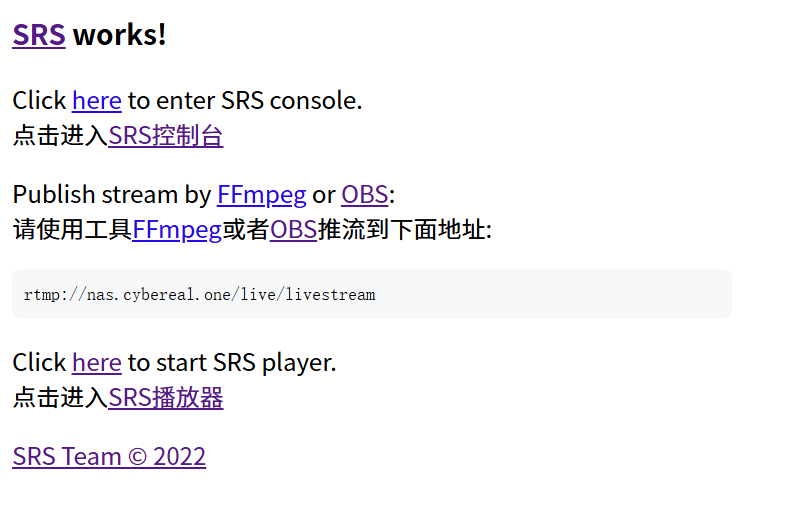 SRS works!
Click here to enter SRS console.
点击进入SRS控制台
Publish stream by FFmpeg or OBS:
请使用工具FFmpeg或者OBS推流到下面地址:
rtmp://nas.cybereal.one/live/livestream
Click here to start SRS player.
点击进入SRS播放器
SRS Team © 2022